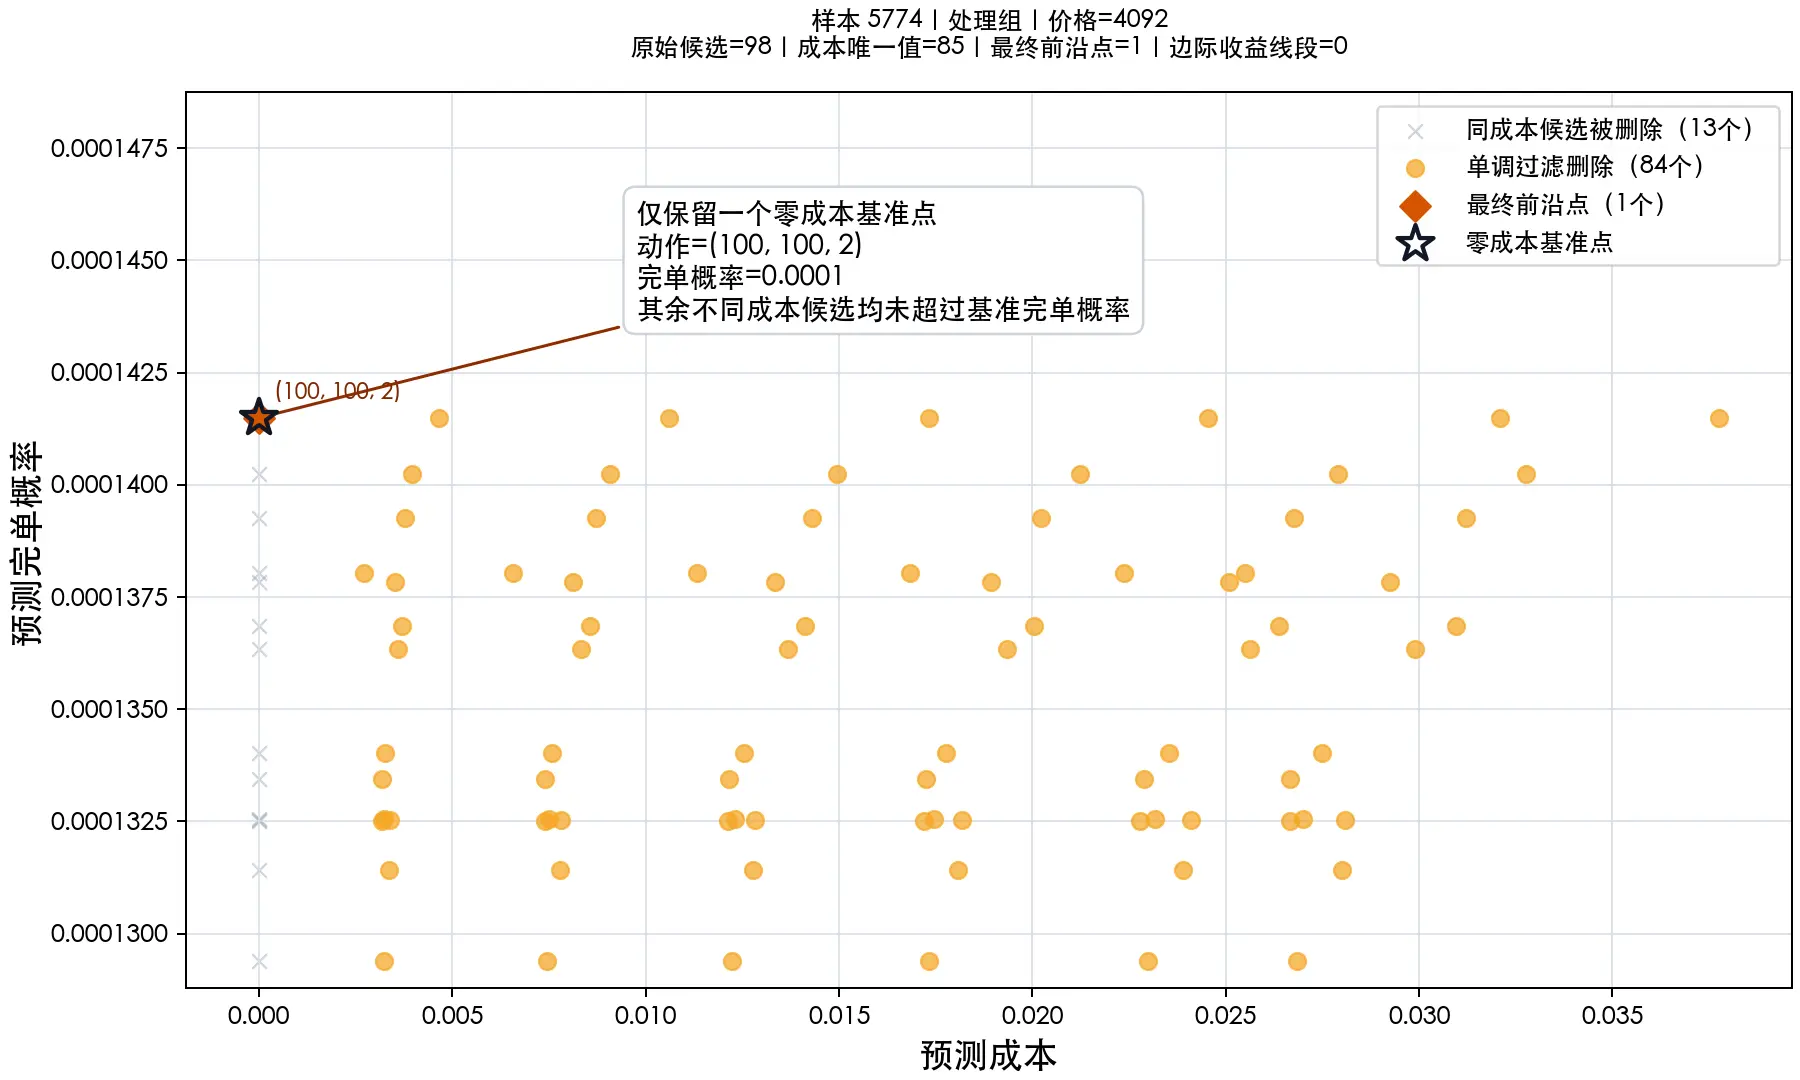 样本 5774 | 处理组 | 价格=4092
原始候选=98 | 成本唯一值=85 | 最终前沿点=1 | 边际收益线段=0
同成本候选被删除（13个）
单调过滤删除（84个）
最终前沿点（1个）
零成本基准点
仅保留一个零成本基准点
动作=(100, 100, 2)
完单概率=0.0001
其余不同成本候选均未超过基准完单概率
(100, 100, 2)
预测完单概率
0.0001475
0.0001450
0.0001425
0.0001400
0.0001375
0.0001350
0.0001325
0.0001300
0.000
0.005
0.010
0.015
0.020
0.025
0.030
0.035
预测成本